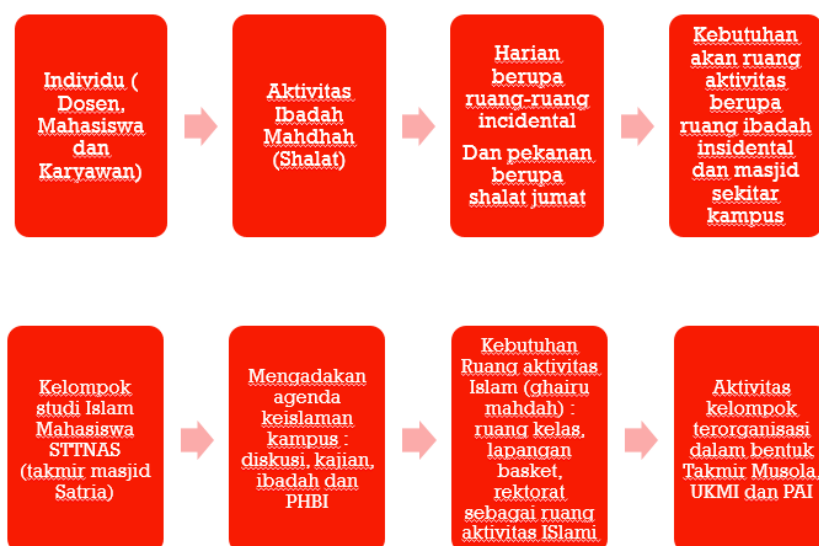 Individu (
Dosen,
Mahasiswa
dan
Karyawan)
Aktivitas
Ibadah
Mahdhah
(Shalat)
Harian
berupa
ruang-ruang
incidental
Dan pekanan
berupa
shalat jumat
Kebutuhan
akan ruang
aktivitas
berupa
ruang ibadah
insidental
dan masjid
sekitar
kampus
Kelompok
studi Islam
Mahasiswa
STTNAS
(takmir masjid
Satria)
Mengadakan
agenda
keislaman
kampus :
diskusi, kajian,
ibadah dan
PHBI
Kebutuhan
Ruang aktivitas
Islam (ghairu
mahdah) :
ruang kelas,
lapangan
basket,
rektorat
sebagai ruang
aktivitas ISlami
Aktivitas
kelompok
terorganisasi
dalam bentuk
Takmir Musola,
UKMI dan PAI